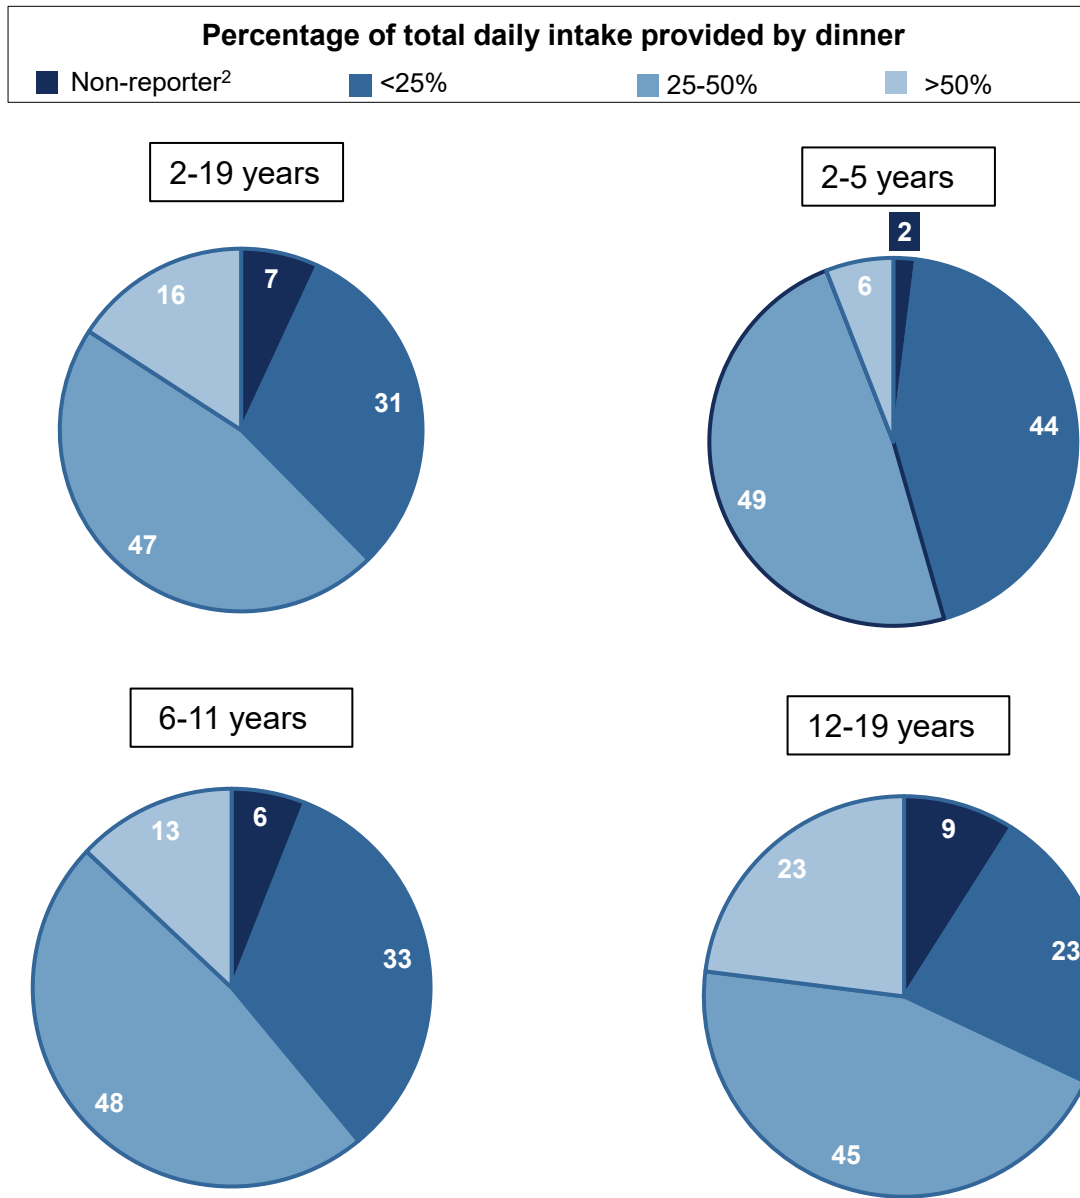 Percentage of total daily intake provided by dinner
Non-reporter² <25% 25-50% >50%
2-19 years
2-5 years
7
31
47
16
2
44
49
6
6-11 years
12-19 years
6
33
48
13
9
23
45
23